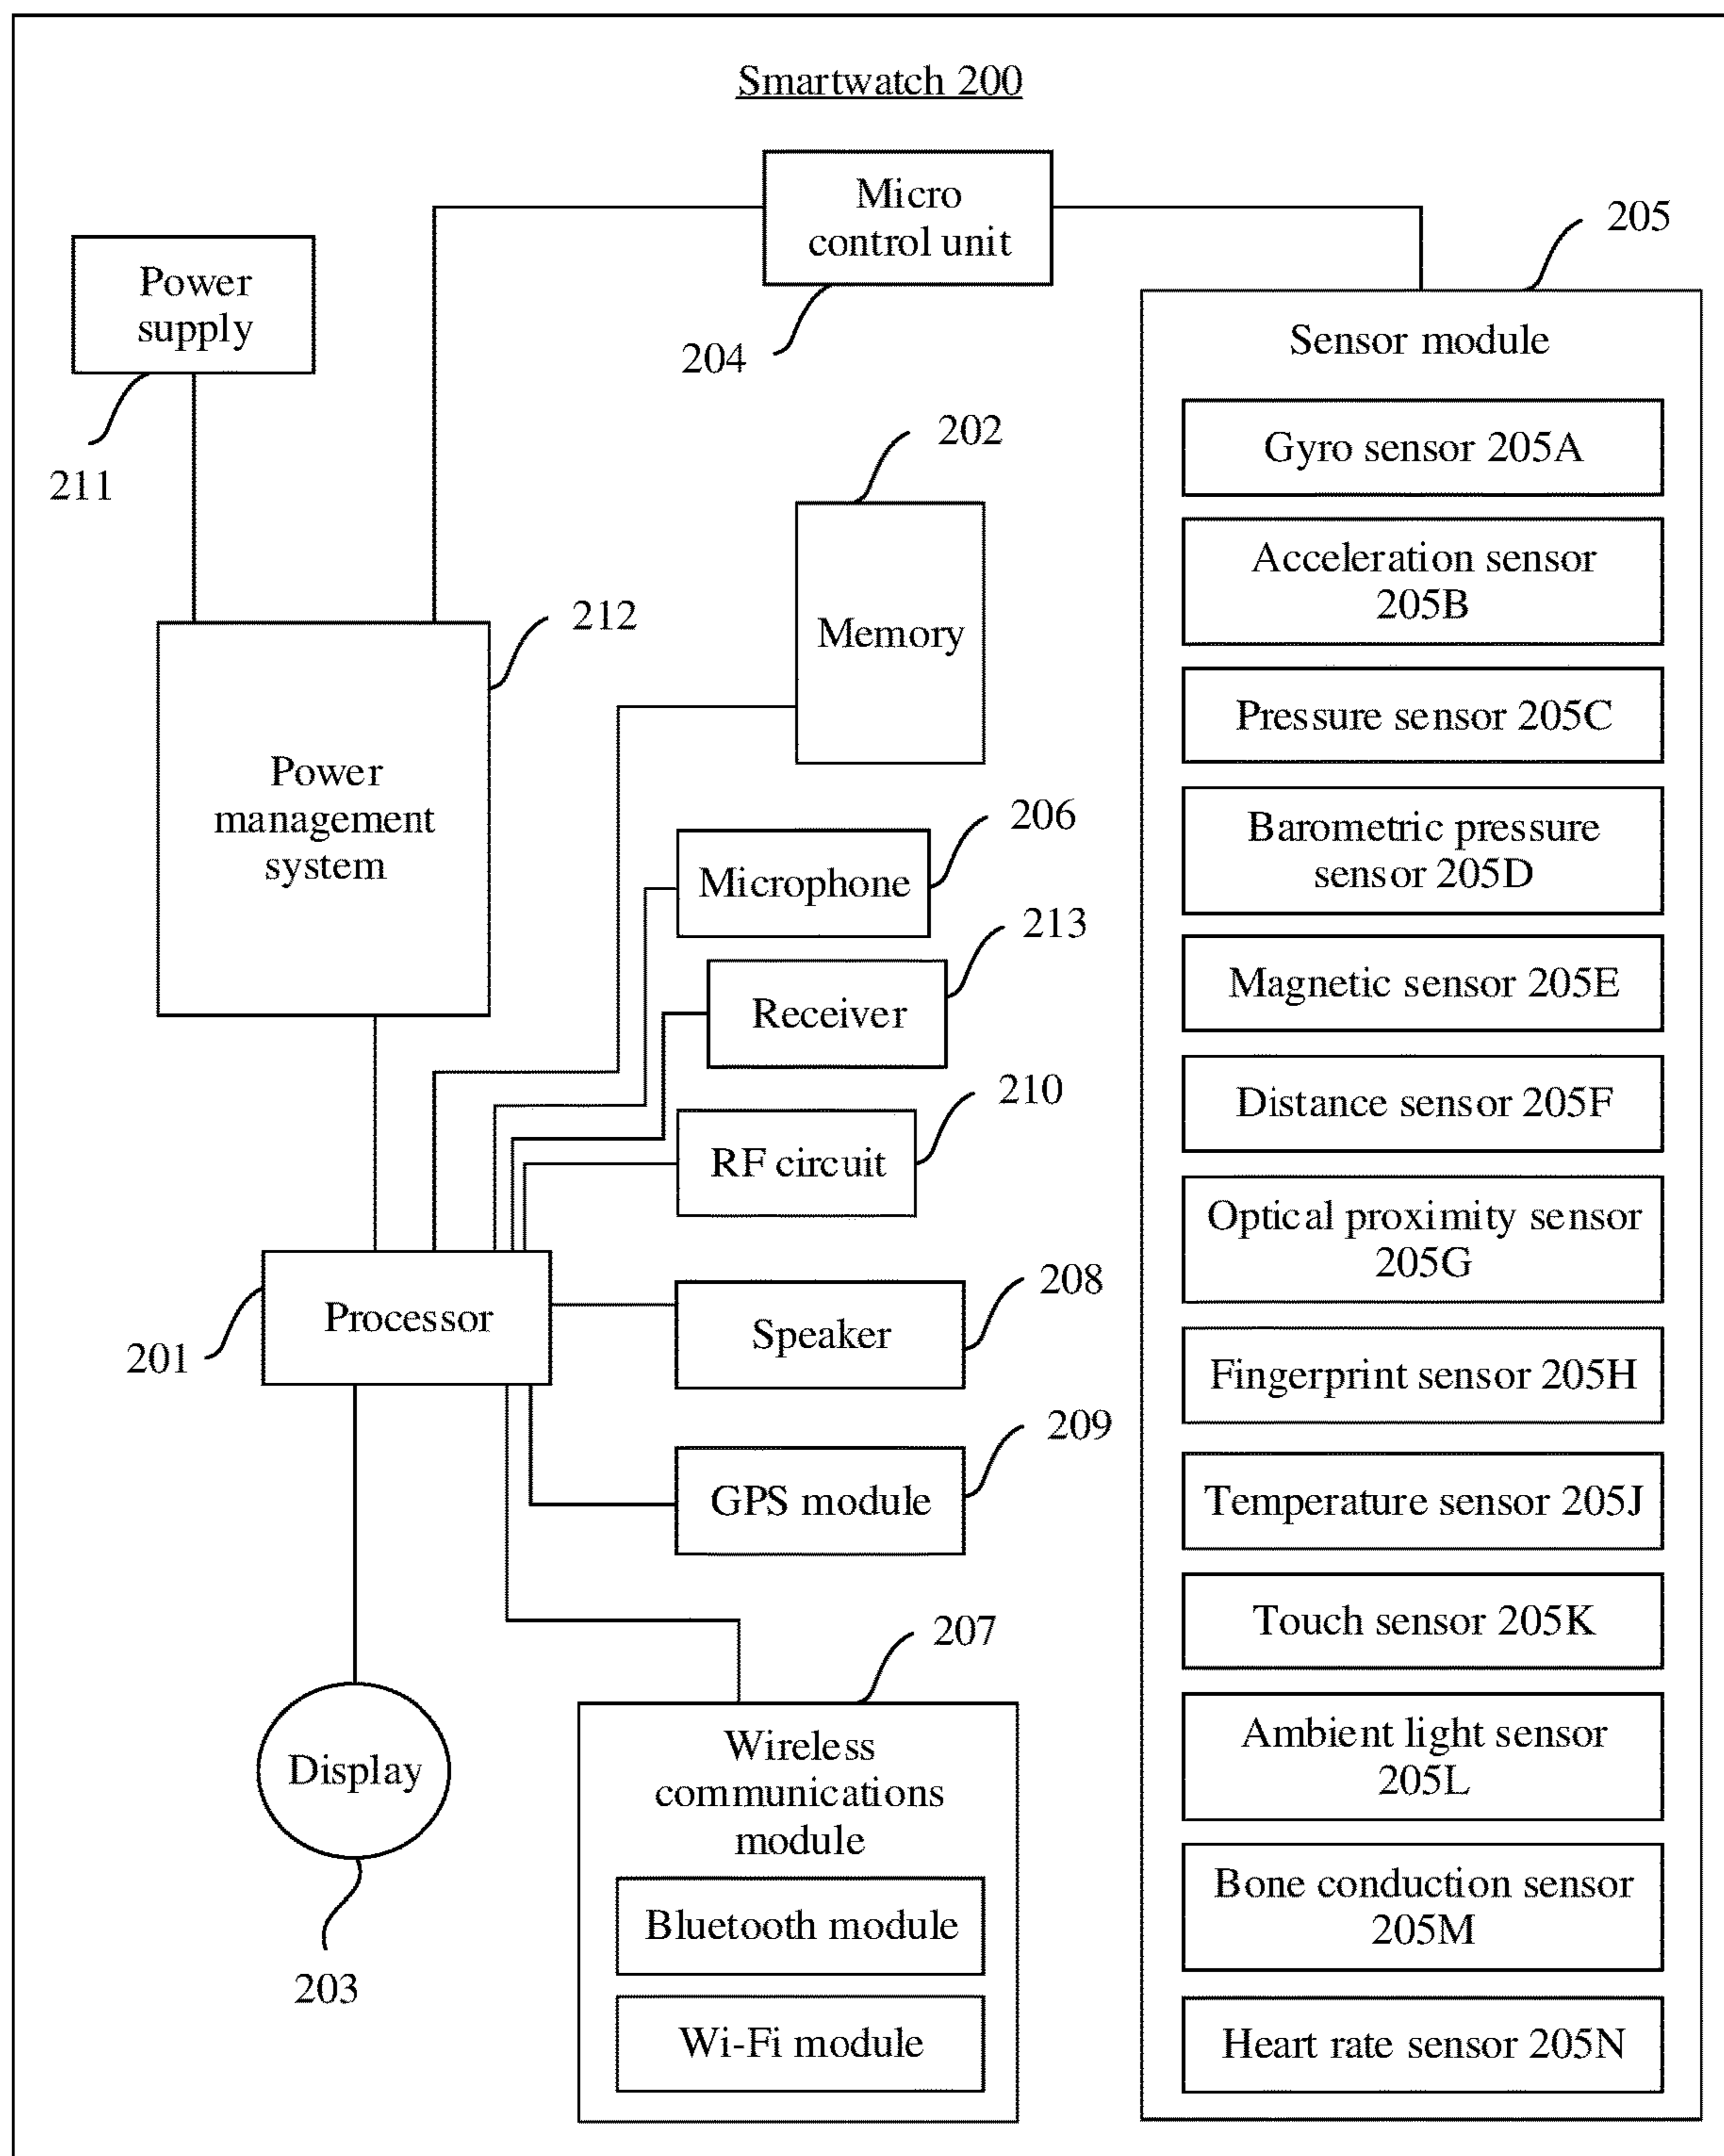 Smartwatch 200
Micro
control unit
204
Power
supply
211
205
Sensor module
Gyro sensor 205A
Acceleration sensor
205B
Pressure sensor 205C
Barometric pressure
sensor 205D
Magnetic sensor 205E
Distance sensor 205F
Optical proximity sensor
205G
Fingerprint sensor 205H
Temperature sensor 205J
Touch sensor 205K
Ambient light sensor
205L
Bone conduction sensor
205M
Heart rate sensor 205N
202
Memory
212
Power
management
system
206
Microphone
213
Receiver
210
RF circuit
201
Processor
208
Speaker
209
GPS module
207
Wireless
communications
module
Bluetooth module
Wi-Fi module
Display
203